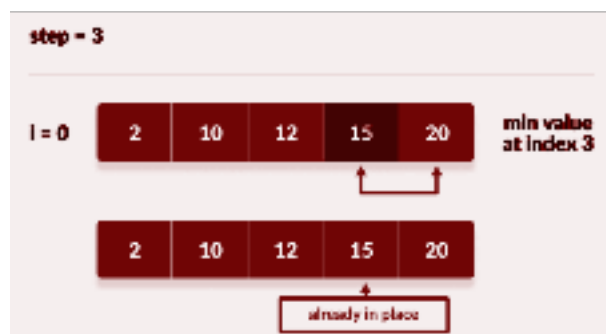 step = 3
i = 0
2 10 12 15 20
min value
at index 3
2 10 12 15 20
already in place